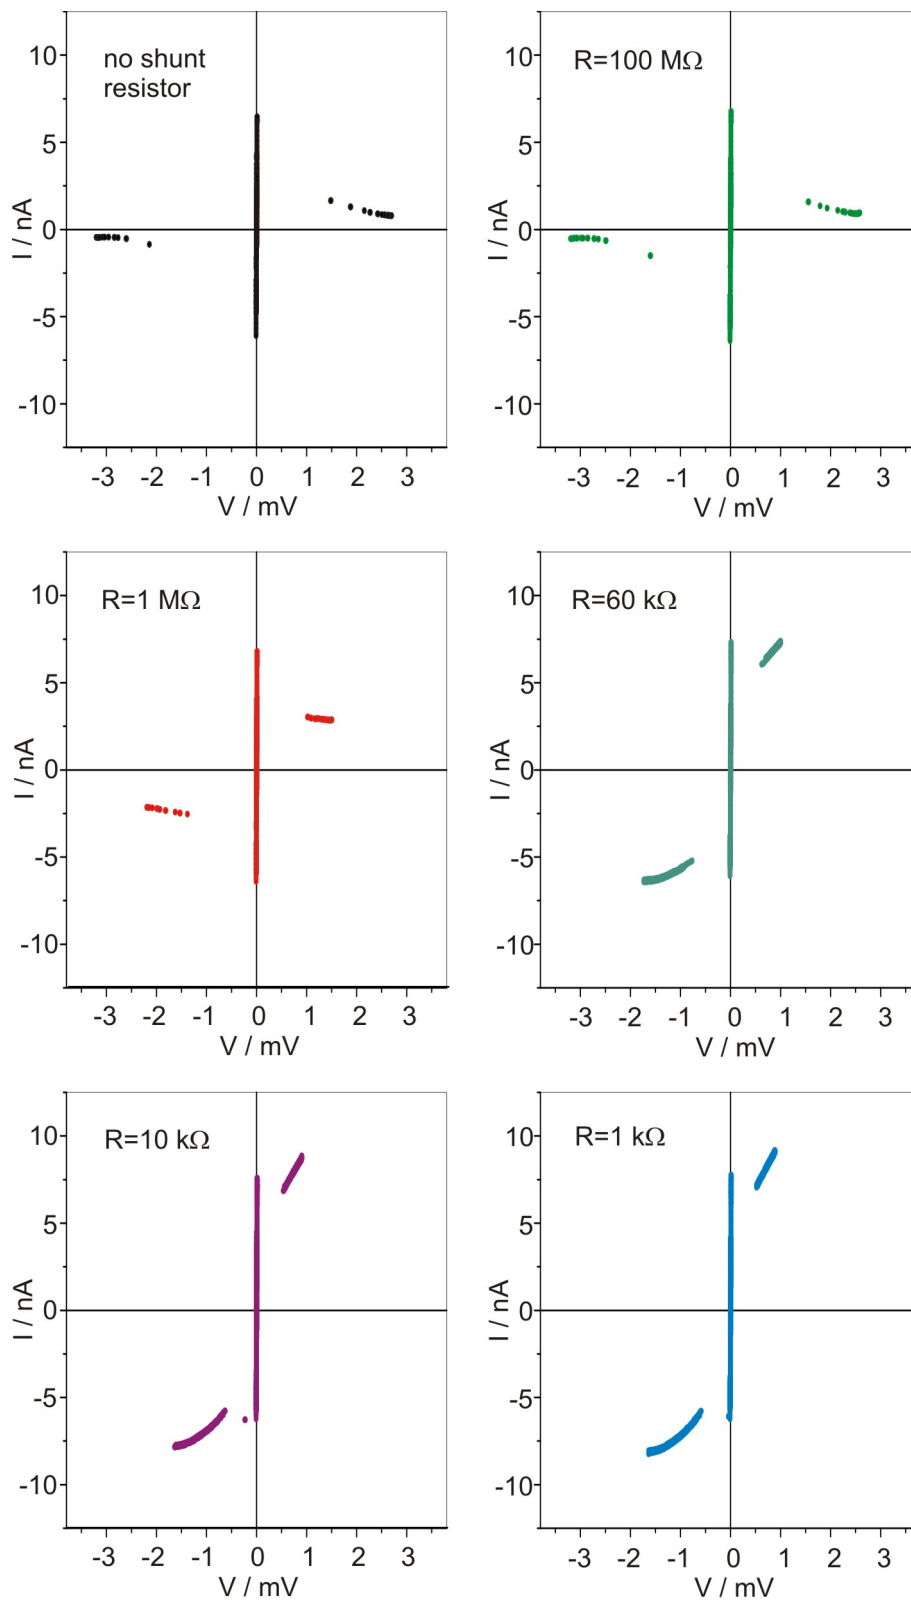 no shunt
resistor
10
5
0
-5
-10
I / nA
-3 -2 -1 0 1 2 3
V / mV
R=100 MΩ
10
5
0
-5
-10
I / nA
-3 -2 -1 0 1 2 3
V / mV
R=1 MΩ
10
5
0
-5
-10
I / nA
-3 -2 -1 0 1 2 3
V / mV
R=60 kΩ
10
5
0
-5
-10
I / nA
-3 -2 -1 0 1 2 3
V / mV
R=10 kΩ
10
5
0
-5
-10
I / nA
-3 -2 -1 0 1 2 3
V / mV
R=1 kΩ
10
5
0
-5
-10
I / nA
-3 -2 -1 0 1 2 3
V / mV